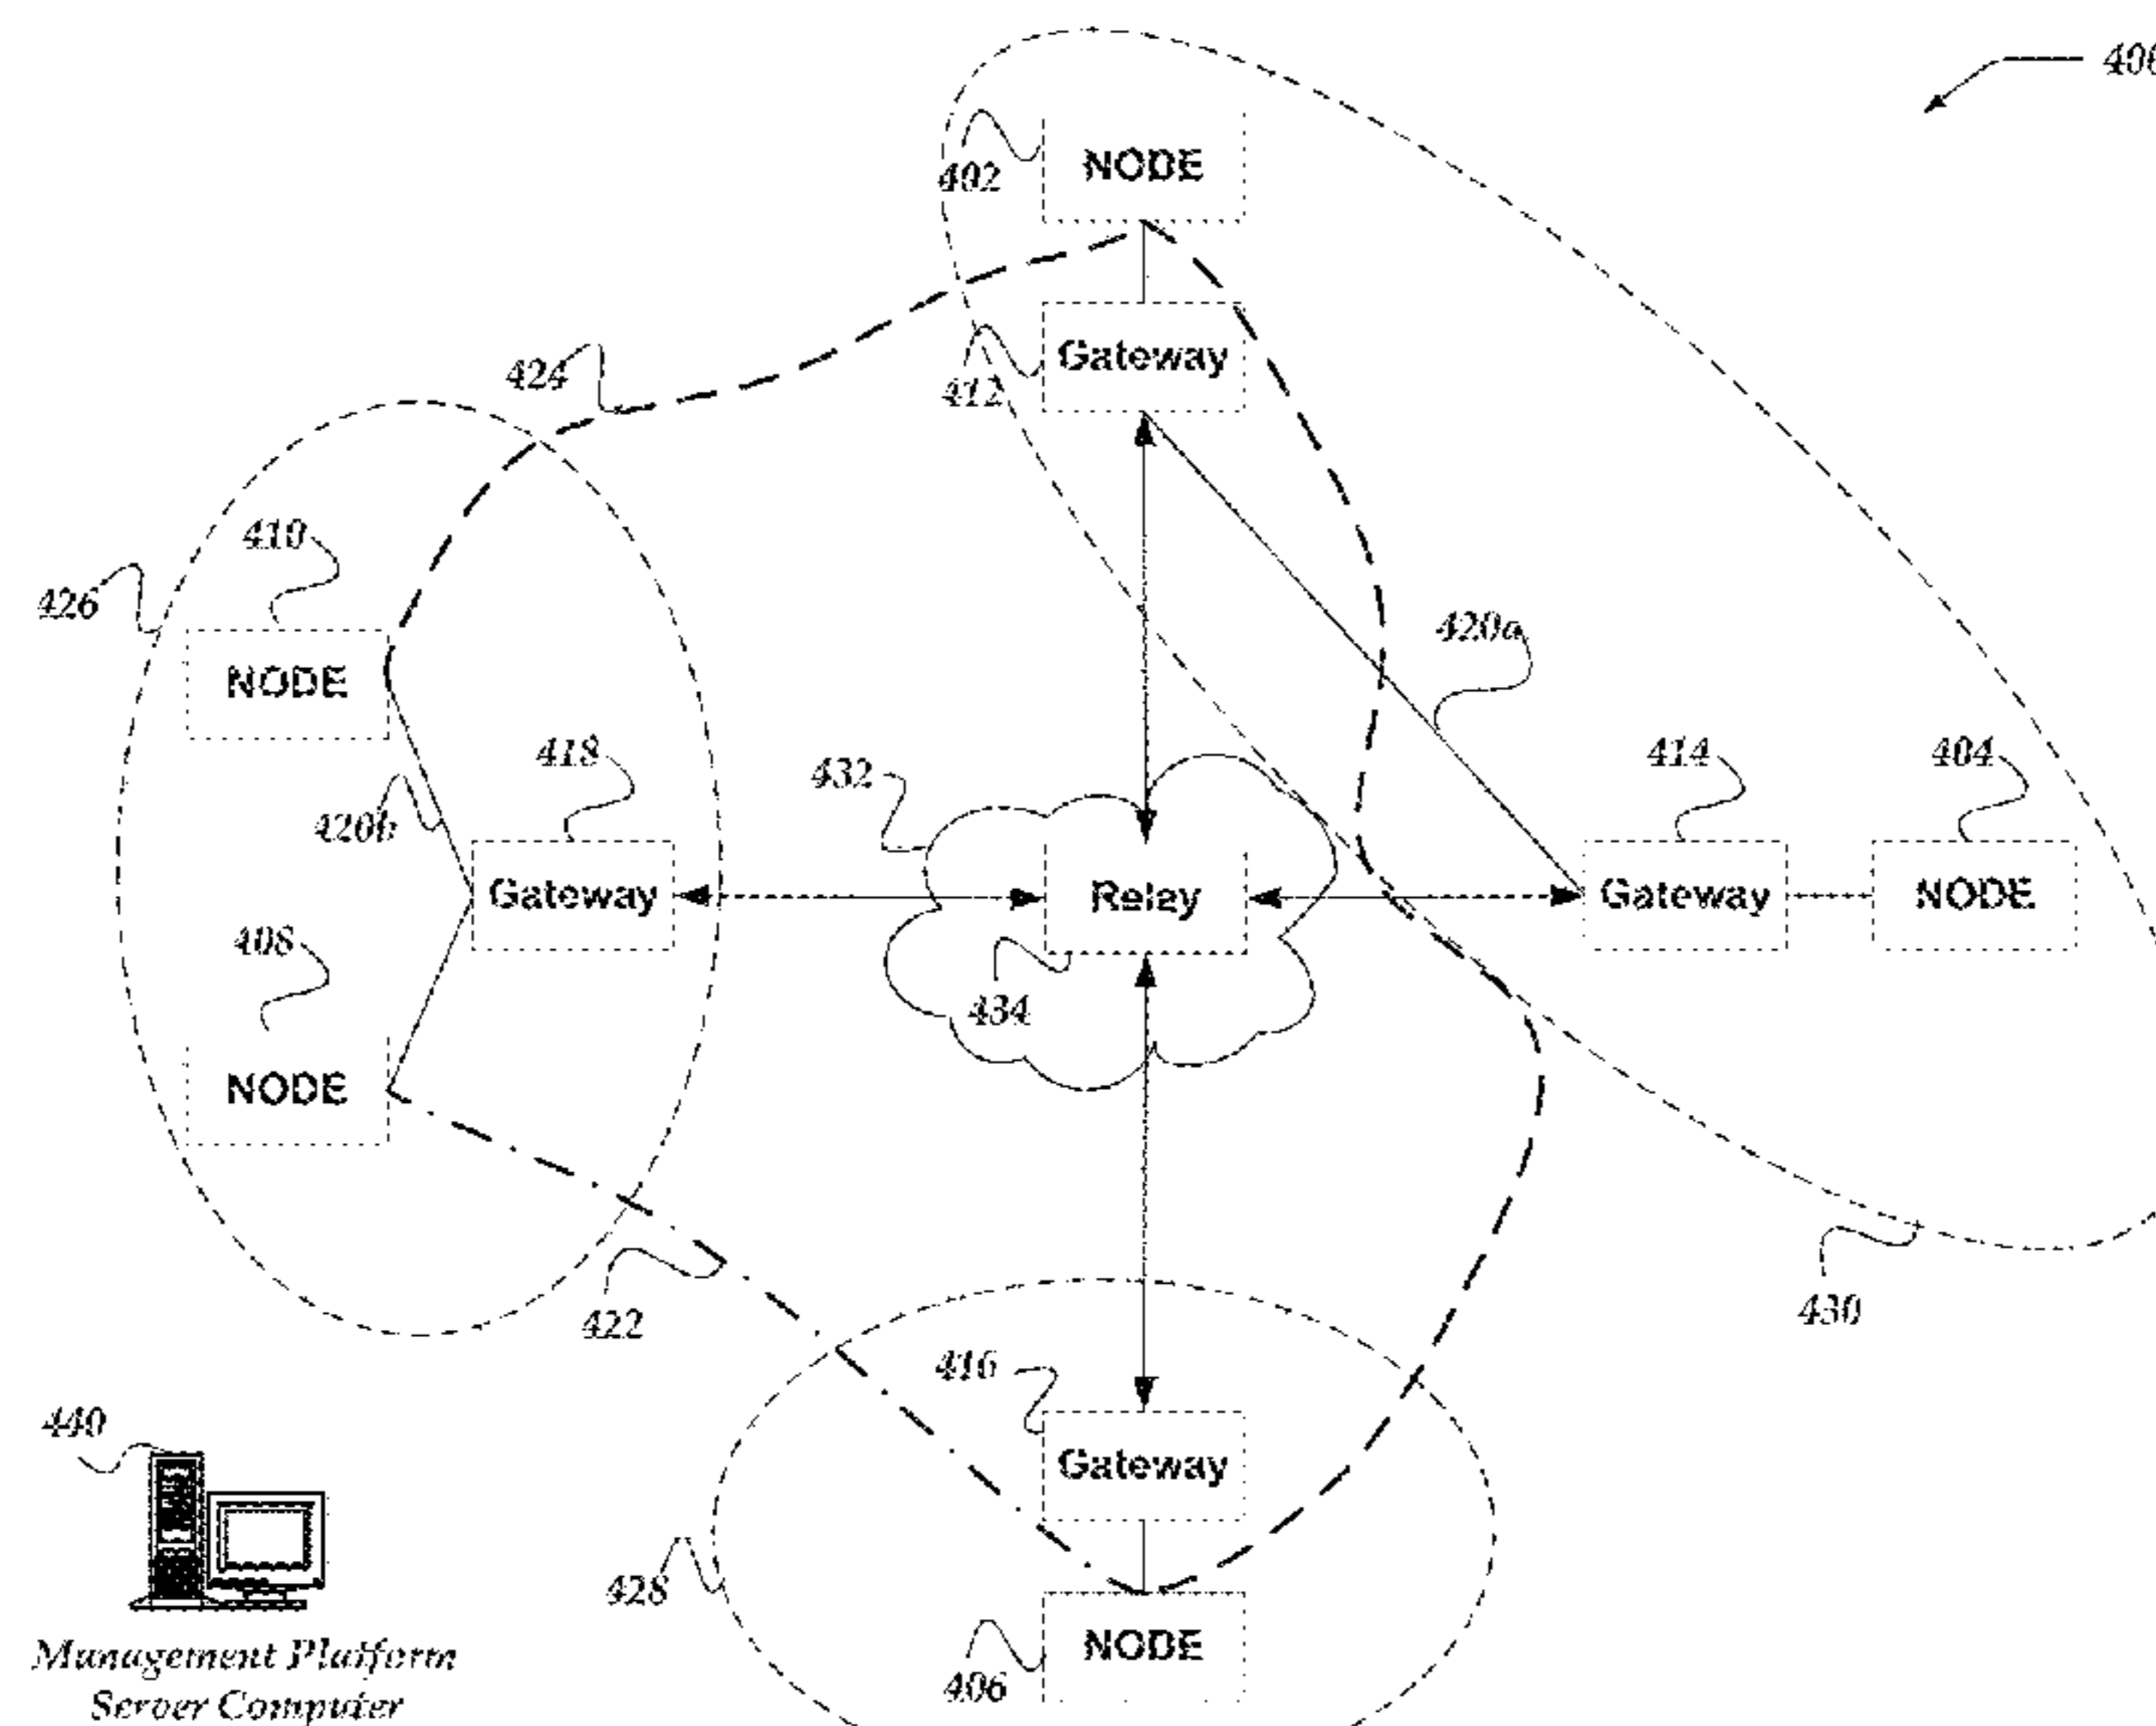 400
NODE
402
Gateway
412
424
410
426
NODE
420a
418
432
414
404
420b
Gateway
Relay
Gateway
NODE
408
434
NODE
422
430
416
440
Gateway
428
NODE
406
Management Platform
Server Computer